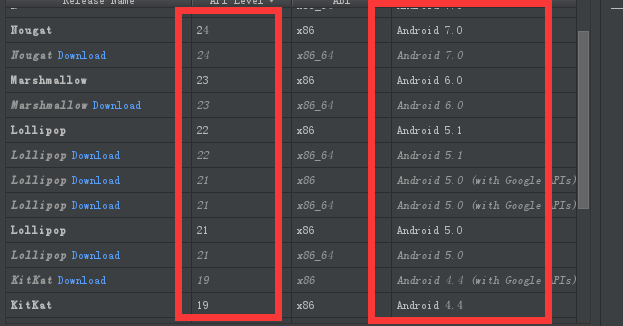 Release Name API Level ABI
x86_64
Nougat 24 x86 Android 7.0
Nougat Download 24 x86_64 Android 7.0
Marshmallow 23 x86 Android 6.0
Marshmallow Download 23 x86_64 Android 6.0
Lollipop 22 x86 Android 5.1
Lollipop Download 22 x86_64 Android 5.1
Lollipop Download 21 x86 Android 5.0 (with Google APIs)
Lollipop Download 21 x86_64 Android 5.0 (with Google APIs)
Lollipop 21 x86 Android 5.0
Lollipop Download 21 x86_64 Android 5.0
KitKat Download 19 x86 Android 4.4 (with Google APIs)
KitKat 19 x86 Android 4.4